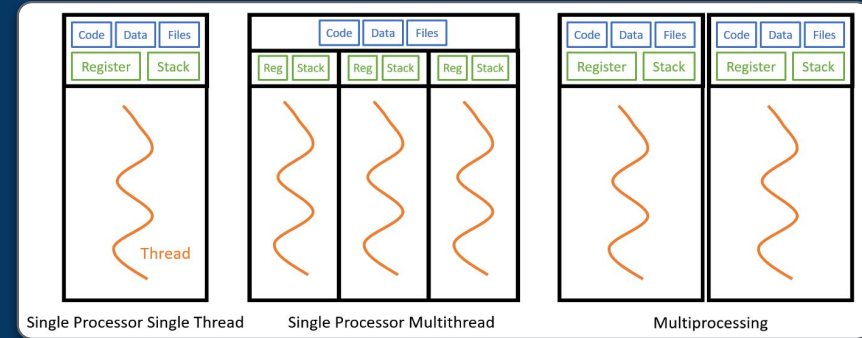 Code Data Files
Register Stack
Thread
Single Processor Single Thread
Code Data Files
Reg Stack Reg Stack Reg Stack
Single Processor Multithread
Code Data Files
Register Stack
Code Data Files
Register Stack
Multiprocessing